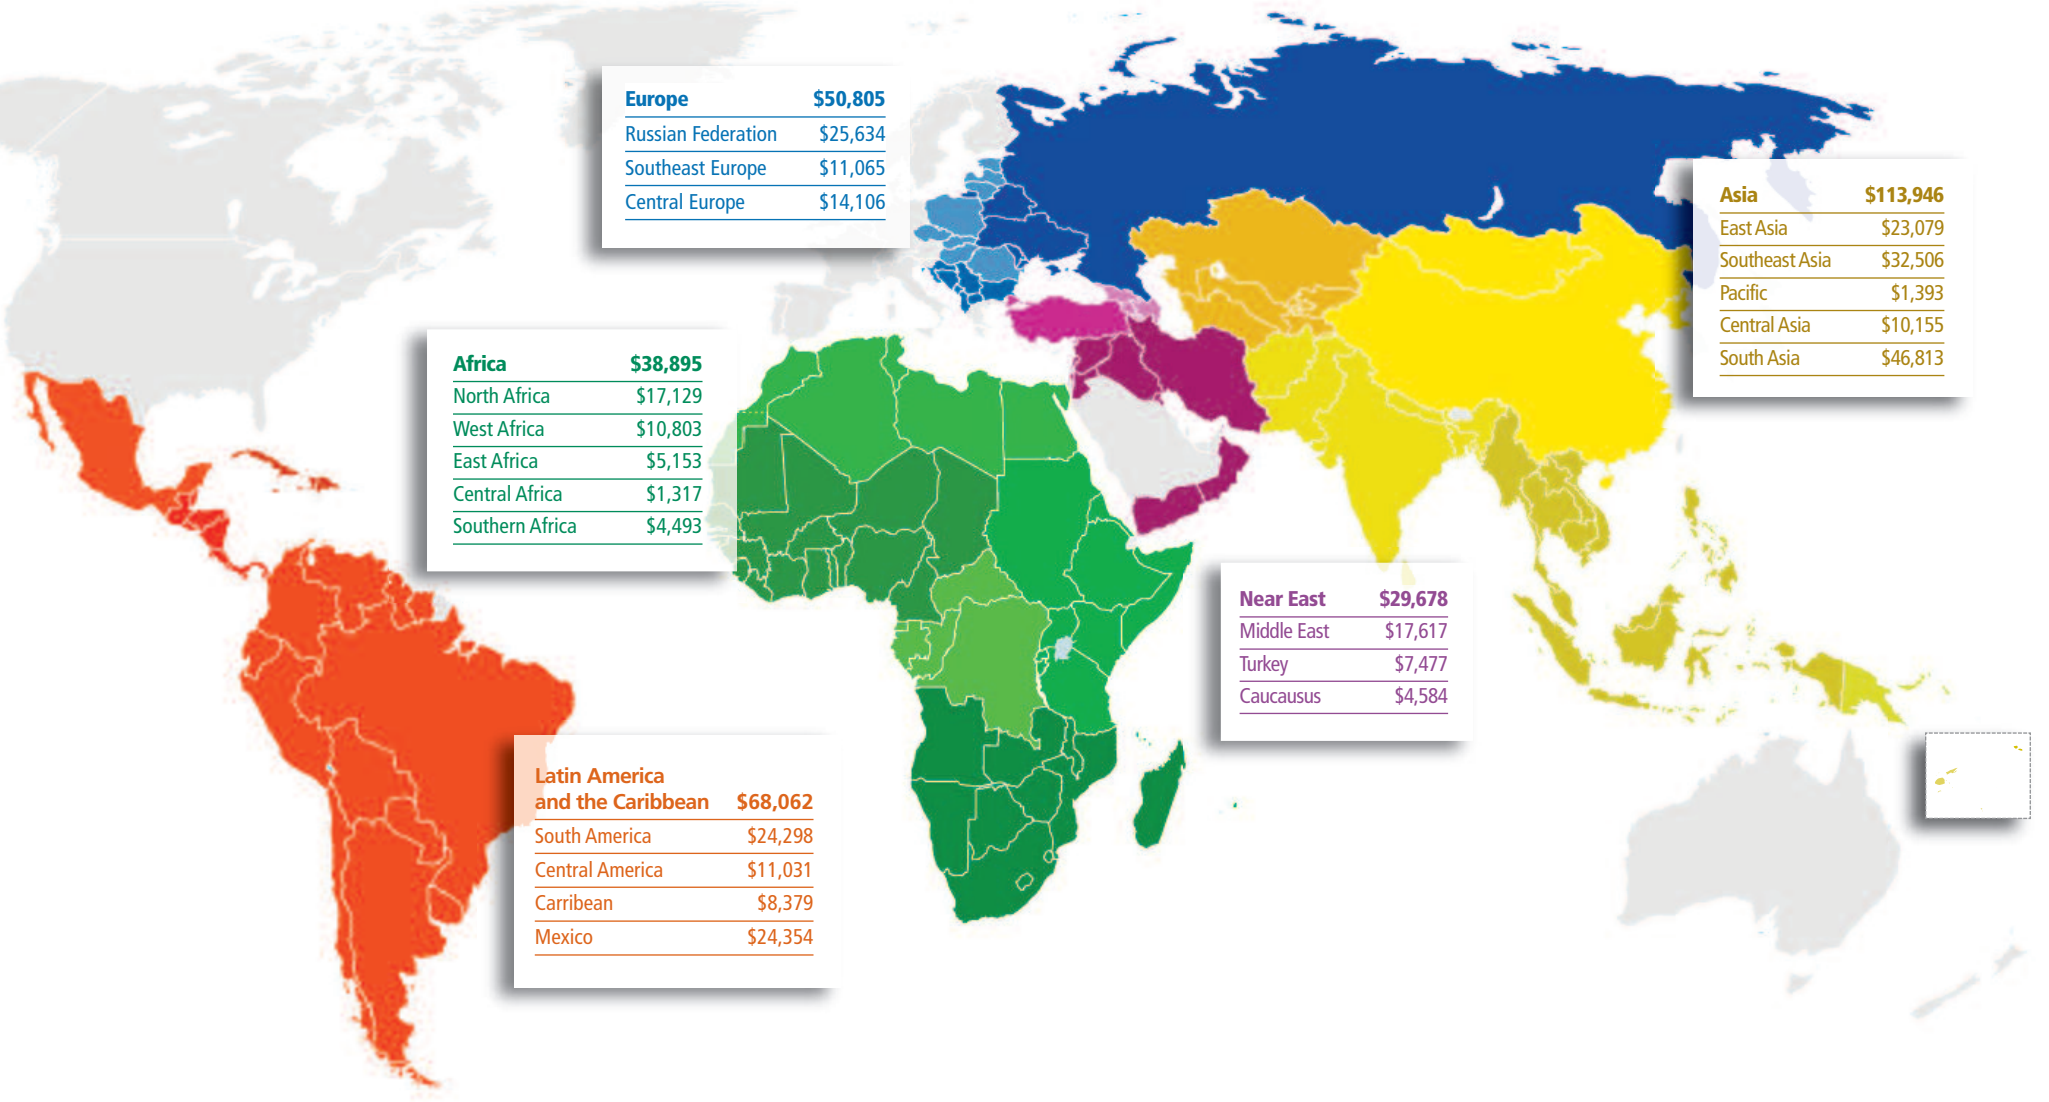 Europe $50,805
Russian Federation $25,634
Southeast Europe $11,065
Central Europe $14,106
Asia $113,946
East Asia $23,079
Southeast Asia $32,506
Pacific $1,393
Central Asia $10,155
South Asia $46,813
Africa $38,895
North Africa $17,129
West Africa $10,803
East Africa $5,153
Central Africa $1,317
Southern Africa $4,493
Near East $29,678
Middle East $17,617
Turkey $7,477
Caucausus $4,584
Latin America
and the Caribbean $68,062
South America $24,298
Central America $11,031
Carribean $8,379
Mexico $24,354